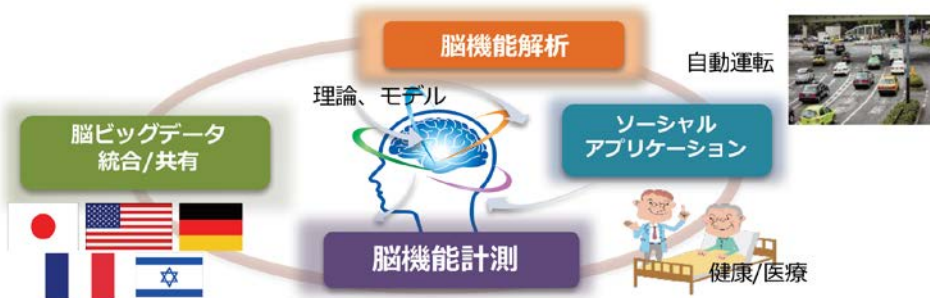 脳機能解析
自動運転
理論、モデル
脳ビッグデータ
統合/共有
ソーシャル
アプリケーション
脳機能計測
健康/医療